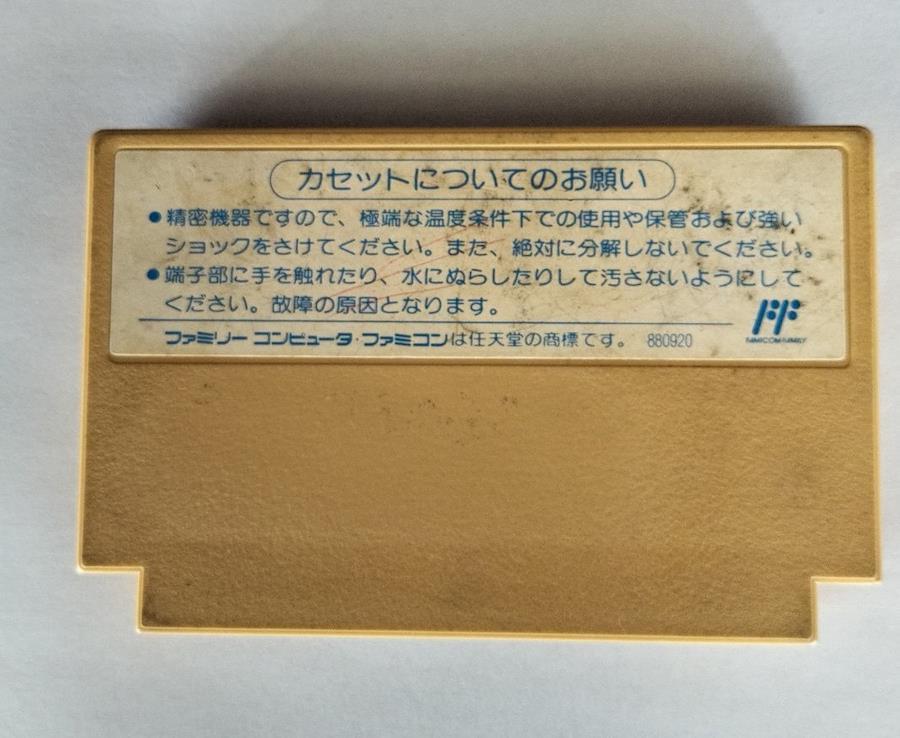 カセットについてのお願い
●精密機器ですので、極端な温度条件下での使用や保管および強い
ショックをさけてください。また、絶対に分解しないでください。
●端子部に手を触れたり、水にぬらしたりして汚さないようにして
ください。故障の原因となります。
ファミリー コンピュータ・ファミコンは任天堂の商標です。 880920
FAMICOM FAMILY